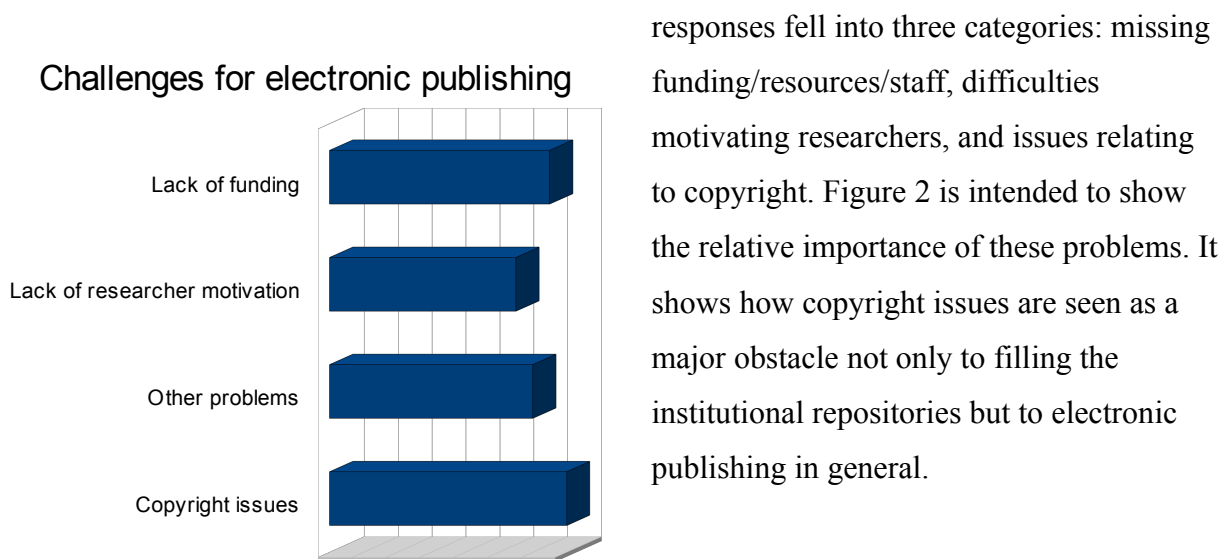 Challenges for electronic publishing
Lack of funding
Lack of researcher motivation
Other problems
Copyright issues
responses fell into three categories: missing
funding/resources/staff, difficulties
motivating researchers, and issues relating
to copyright. Figure 2 is intended to show
the relative importance of these problems. It
shows how copyright issues are seen as a
major obstacle not only to filling the
institutional repositories but to electronic
publishing in general.